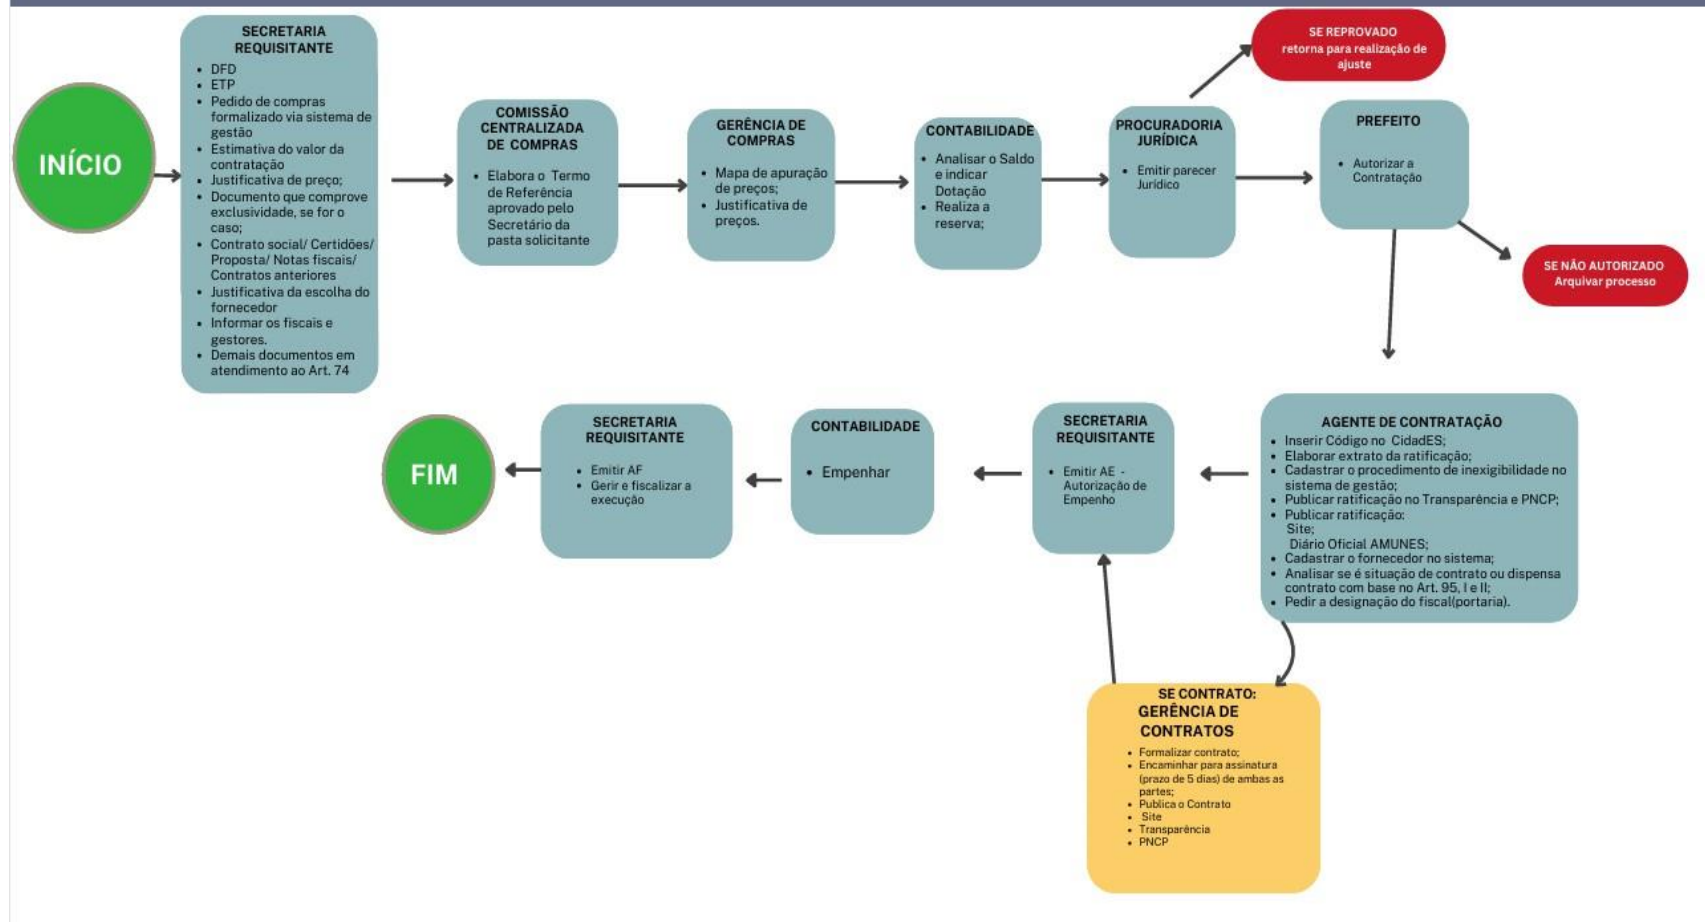 INÍCIO
SECRETARIA
REQUISITANTE
• DFD
• ETP
• Pedido de compras
formalizado via sistema de
gestão
• Estimativa do valor da
contratação
• Justificativa de preço;
• Documento que comprove
exclusividade, se for o
caso;
• Contrato social/ Certidões/
Proposta/ Notas fiscais/
Contratos anteriores
• Justificativa da escolha do
fornecedor
• Informar os fiscais e
gestores.
• Demais documentos em
atendimento ao Art. 74
COMISSÃO
CENTRALIZADA
DE COMPRAS
• Elabora o Termo
de Referência
aprovado pelo
Secretário da
pasta solicitante
GERÊNCIA DE
COMPRAS
• Mapa de apuração
de preços;
• Justificativa de
preços.
CONTABILIDADE
• Analisar o Saldo
e indicar
Dotação
• Realiza a
reserva;
PROCURADORIA
JURÍDICA
• Emitir parecer
Jurídico
SE REPROVADO
retorna para realização de
ajuste
PREFEITO
• Autorizar a
Contratação
SE NÃO AUTORIZADO
Arquivar processo
AGENTE DE CONTRATAÇÃO
• Inserir Código no CidadES;
• Elaborar extrato da ratificação;
• Cadastrar o procedimento de inexigibilidade no
sistema de gestão;
• Publicar ratificação no Transparência e PNCP;
• Publicar ratificação:
Site;
Diário Oficial AMUNES;
• Cadastrar o fornecedor no sistema;
• Analisar se é situação de contrato ou dispensa
contrato com base no Art. 95, I e II;
• Pedir a designação do fiscal(portaria).
SE CONTRATO:
GERÊNCIA DE
CONTRATOS
• Formalizar contrato;
• Encaminhar para assinatura
(prazo de 5 dias) de ambas as
partes;
• Publica o Contrato
• Site
• Transparência
• PNCP
SECRETARIA
REQUISITANTE
• Emitir AE -
Autorização de
Empenho
CONTABILIDADE
• Empenhar
SECRETARIA
REQUISITANTE
• Emitir AF
• Gerir e fiscalizar a
execução
FIM